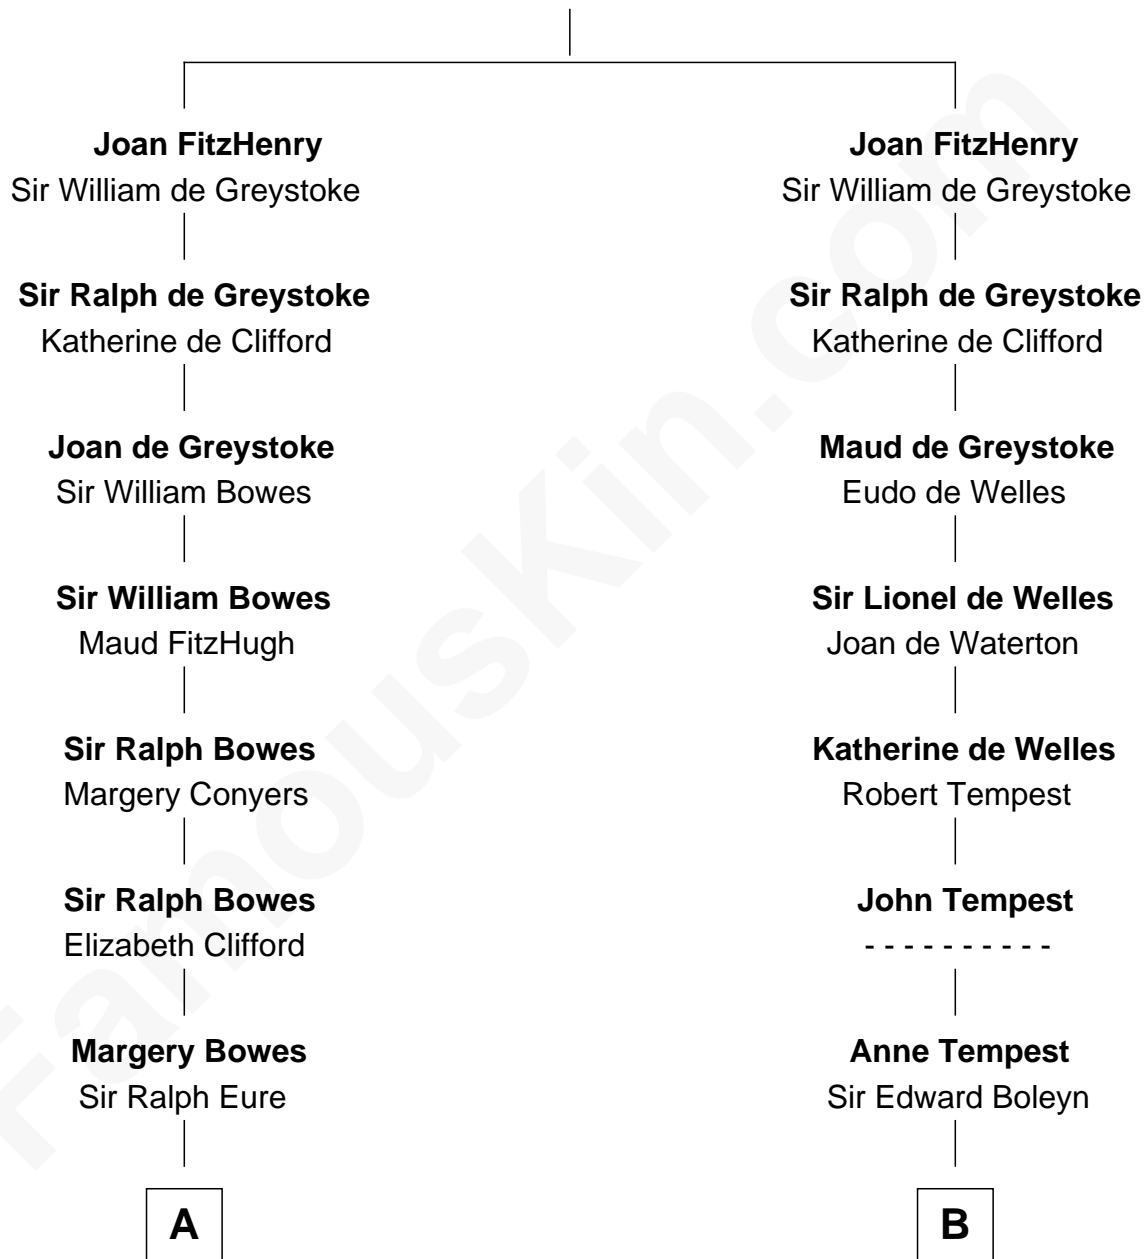 Joan FitzHenry
Sir William de Greystoke
Sir Ralph de Greystoke
Katherine de Clifford
Joan de Greystoke
Sir William Bowes
Sir William Bowes
Maud FitzHugh
Sir Ralph Bowes
Margery Conyers
Sir Ralph Bowes
Elizabeth Clifford
Margery Bowes
Sir Ralph Eure
A
Joan FitzHenry
Sir William de Greystoke
Sir Ralph de Greystoke
Katherine de Clifford
Maud de Greystoke
Eudo de Welles
Sir Lionel de Welles
Joan de Waterton
Katherine de Welles
Robert Tempest
John Tempest
- - - - - - - - - -
Anne Tempest
Sir Edward Boleyn
B
FamousKin.com